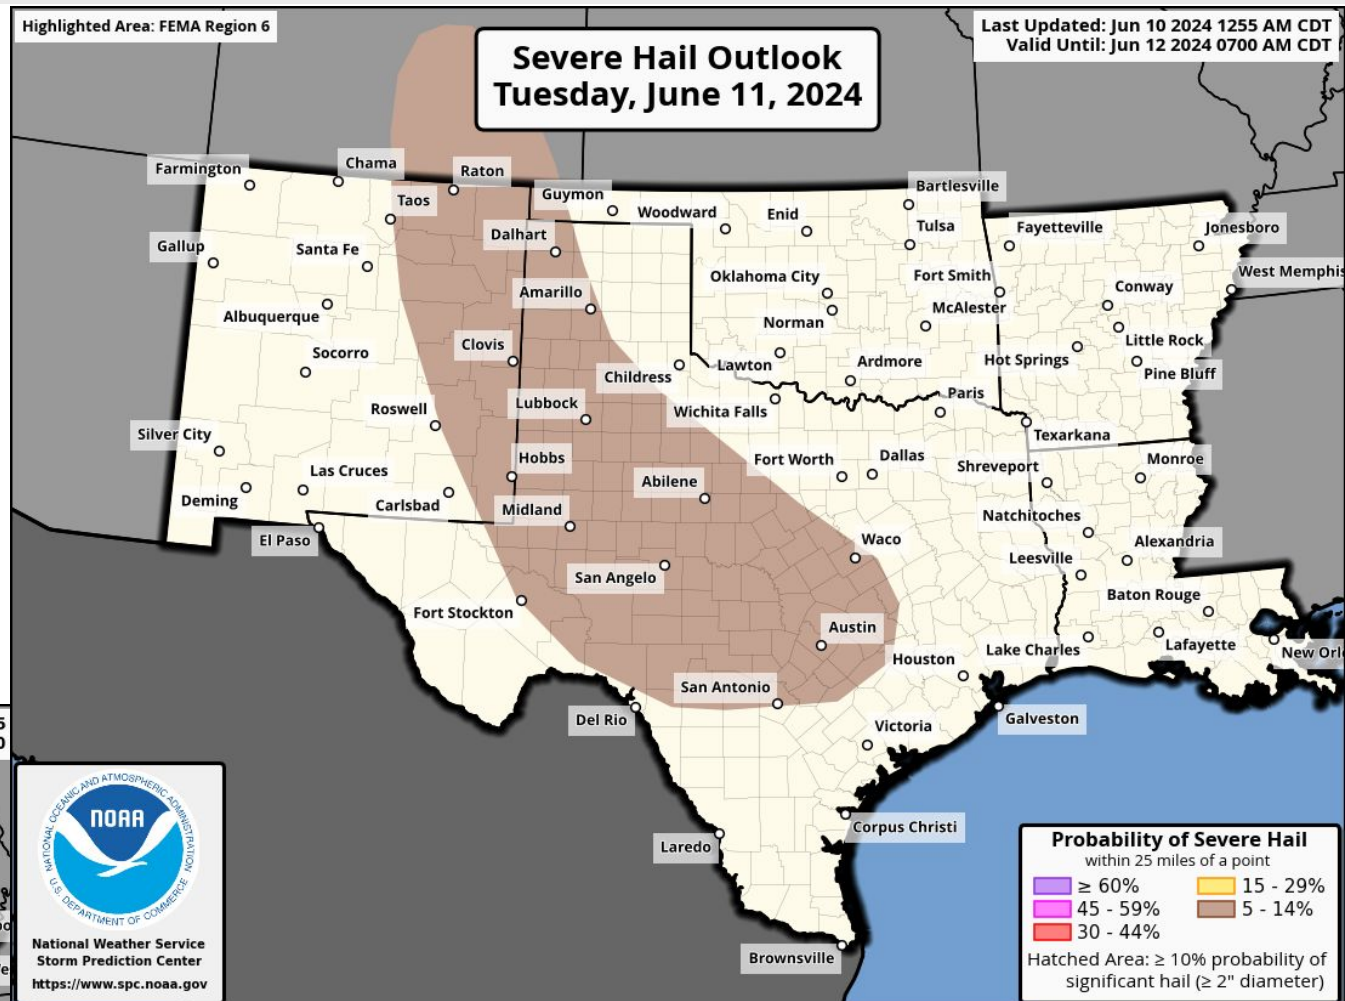 Highlighted Area: FEMA Region 6
Severe Hail Outlook
Tuesday, June 11, 2024
Last Updated: Jun 10 2024 1255 AM CDT
Valid Until: Jun 12 2024 0700 AM CDT
Farmington
Chama
Raton
Taos
Guymon
Woodward
Enid
Bartlesville
Tulsa
Fayetteville
Jonesboro
Gallup
Santa Fe
Dalhart
Oklahoma City
Fort Smith
West Memphis
Albuquerque
Amarillo
Norman
McAlester
Conway
Socorro
Clovis
Childress
Lawton
Ardmore
Hot Springs
Little Rock
Pine Bluff
Roswell
Lubbock
Wichita Falls
Paris
Texarkana
Silver City
Las Cruces
Hobbs
Abilene
Fort Worth
Dallas
Shreveport
Monroe
Deming
Carlsbad
Midland
Natchitoches
El Paso
San Angelo
Waco
Leesville
Alexandria
Fort Stockton
Austin
Baton Rouge
Houston
Lake Charles
Lafayette
New Orl
San Antonio
Del Rio
Victoria
Galveston
Laredo
Corpus Christi
Brownsville
5
0
NATIONAL OCEANIC AND ATMOSPHERIC ADMINISTRATION
NOAA
U.S. DEPARTMENT OF COMMERCE
National Weather Service
Storm Prediction Center
https://www.spc.noaa.gov
Probability of Severe Hail
within 25 miles of a point
≥ 60%
15 - 29%
45 - 59%
5 - 14%
30 - 44%
Hatched Area: ≥ 10% probability of
significant hail (≥ 2" diameter)